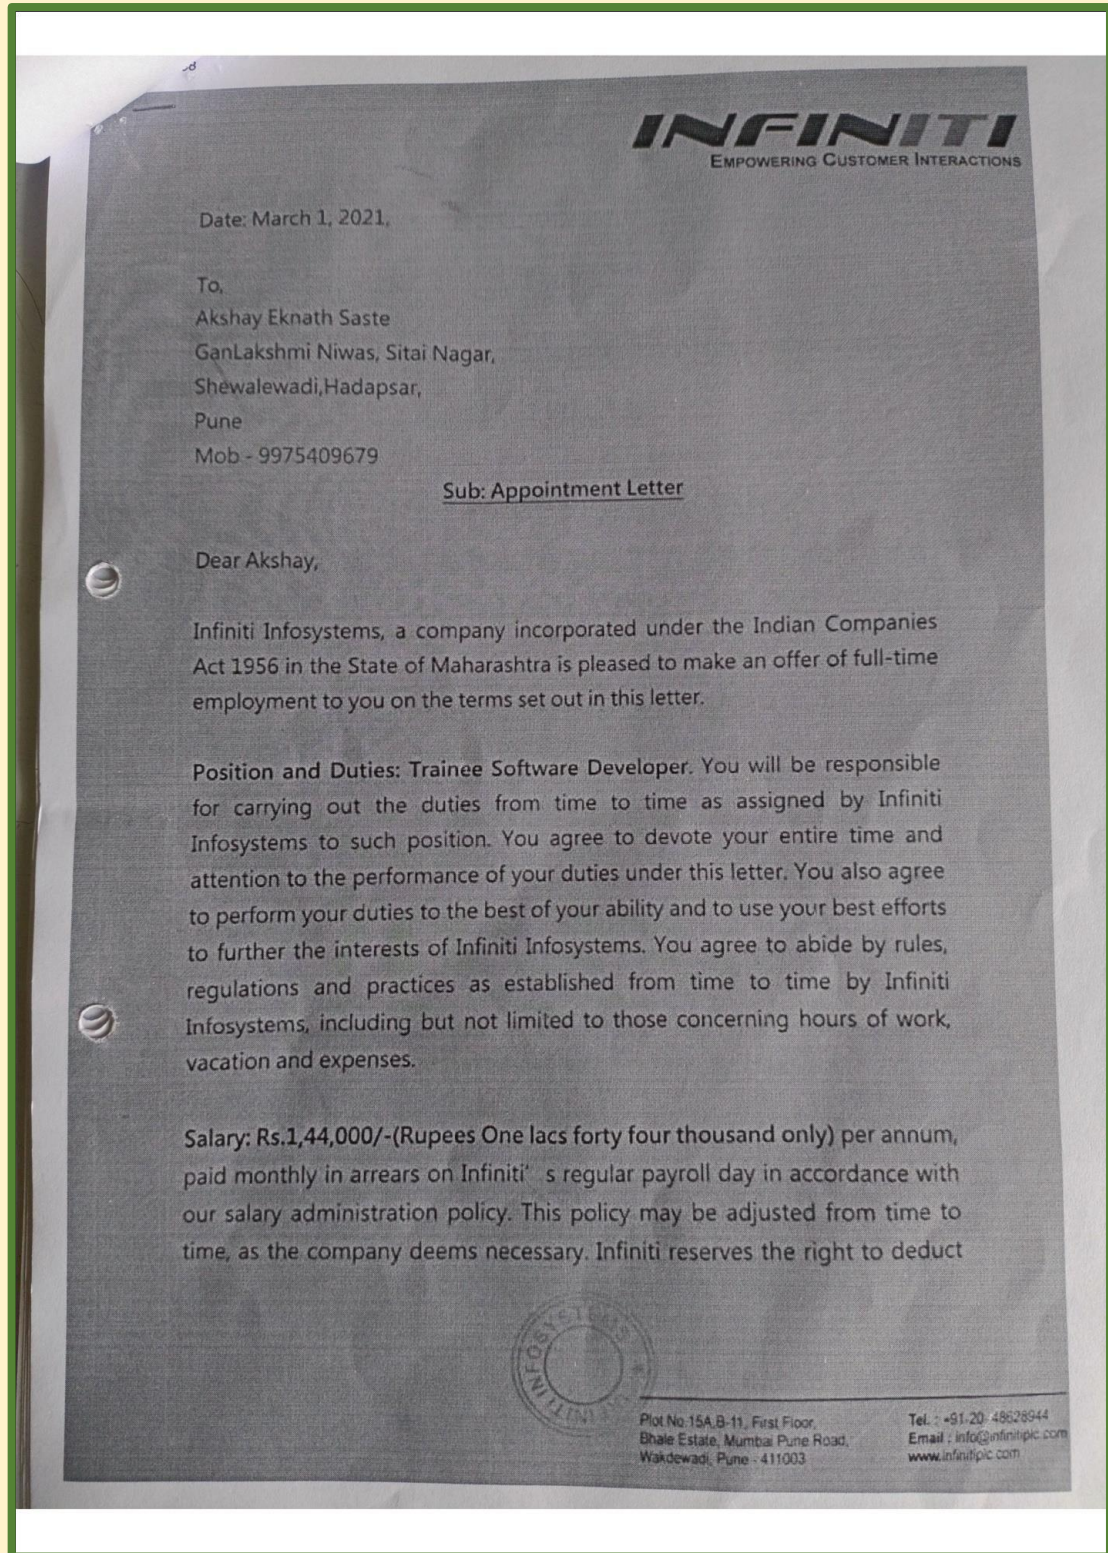 INFINITI
EMPOWERING CUSTOMER INTERACTIONS
Date: March 1, 2021,
To,
Akshay Eknath Saste
GanLakshmi Niwas, Sitai Nagar,
Shewalewadi,Hadapsar,
Pune
Mob - 9975409679
Sub: Appointment Letter
Dear Akshay,
Infiniti Infosystems, a company incorporated under the Indian Companies
Act 1956 in the State of Maharashtra is pleased to make an offer of full-time
employment to you on the terms set out in this letter.
Position and Duties: Trainee Software Developer. You will be responsible
for carrying out the duties from time to time as assigned by Infiniti
Infosystems to such position. You agree to devote your entire time and
attention to the performance of your duties under this letter. You also agree
to perform your duties to the best of your ability and to use your best efforts
to further the interests of Infiniti Infosystems. You agree to abide by rules,
regulations and practices as established from time to time by Infiniti
Infosystems, including but not limited to those concerning hours of work,
vacation and expenses.
Salary: Rs.1,44,000/-(Rupees One lacs forty four thousand only) per annum,
paid monthly in arrears on Infiniti' s regular payroll day in accordance with
our salary administration policy. This policy may be adjusted from time to
time, as the company deems necessary. Infiniti reserves the right to deduct
INFINITI INFOSYSTEMS
Plot No 15A,B-11, First Floor,
Bhale Estate, Mumbai Pune Road,
Wakdewadi, Pune - 411003
Tel. : +91-20- 48628944
Email : info@infinitiplc.com
www.infinitiplc.com